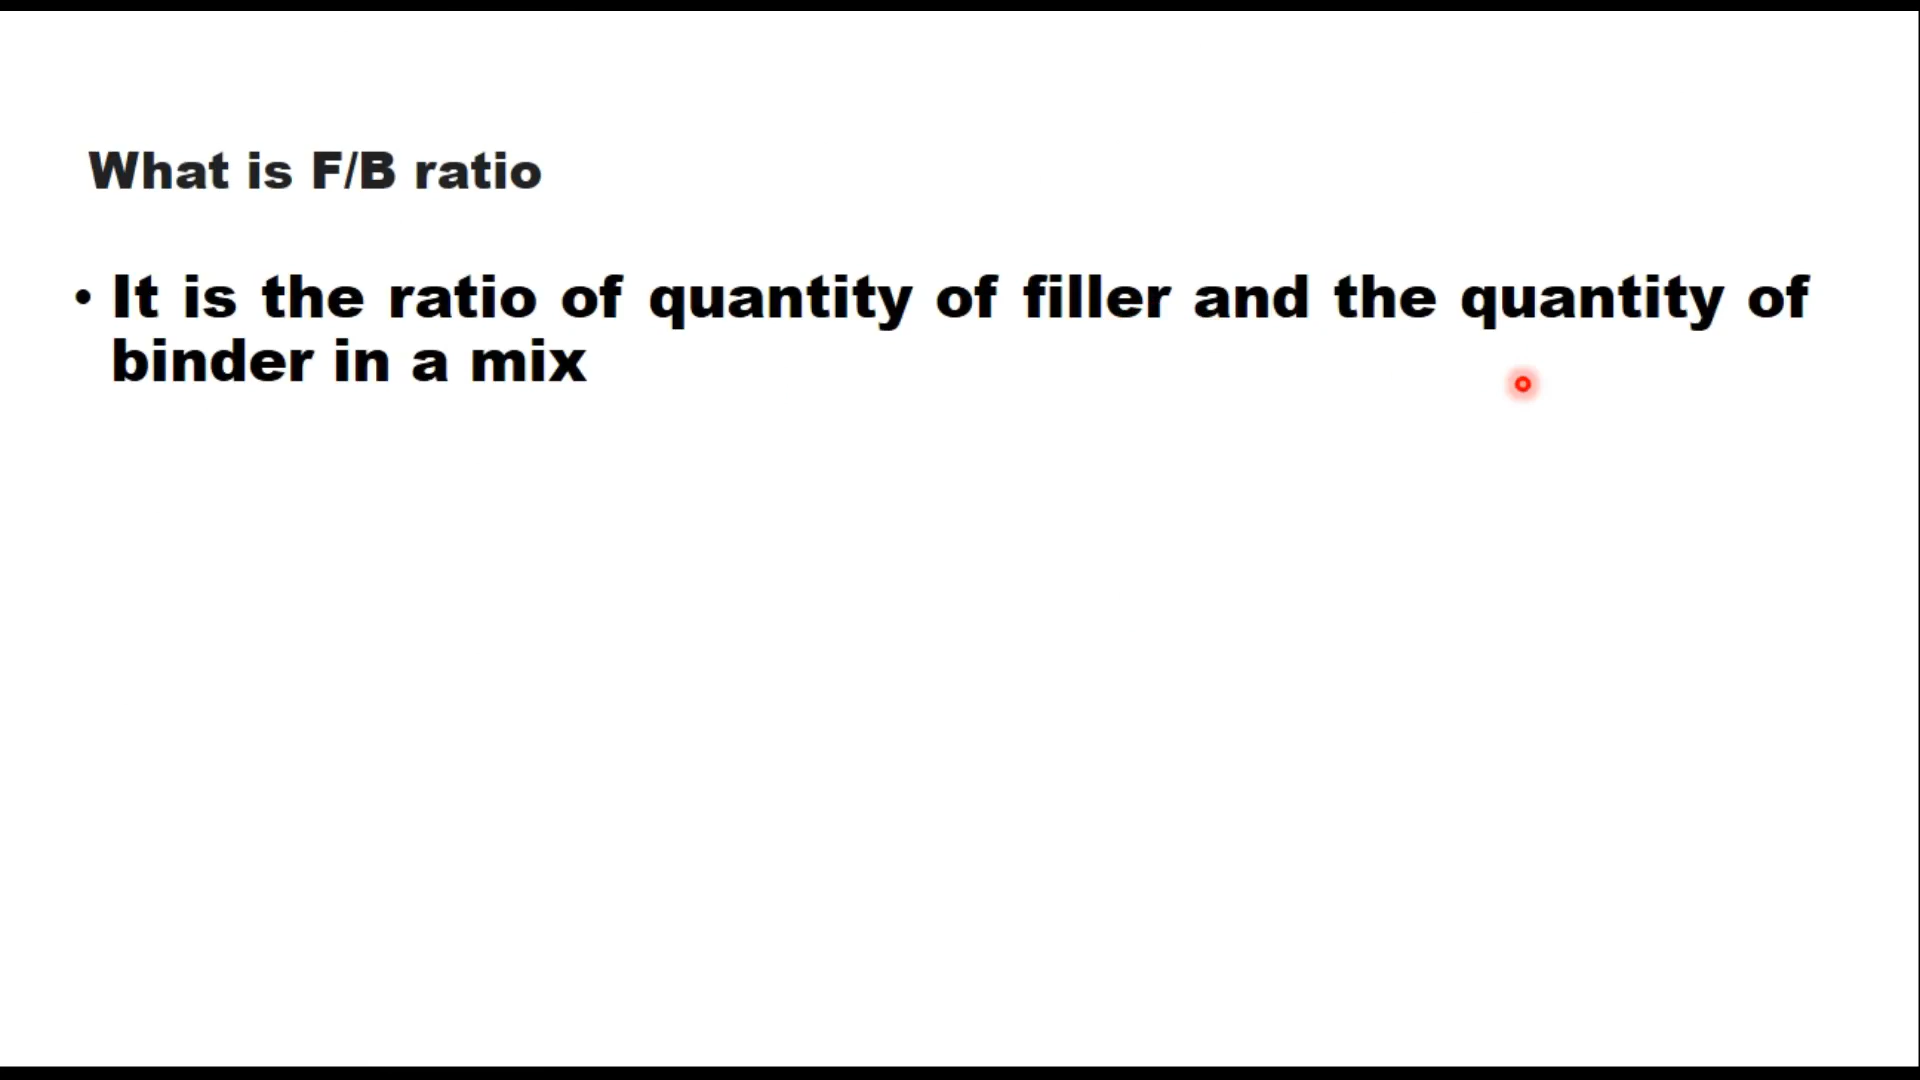 What is F/B ratio
• It is the ratio of quantity of filler and the quantity of
binder in a mix